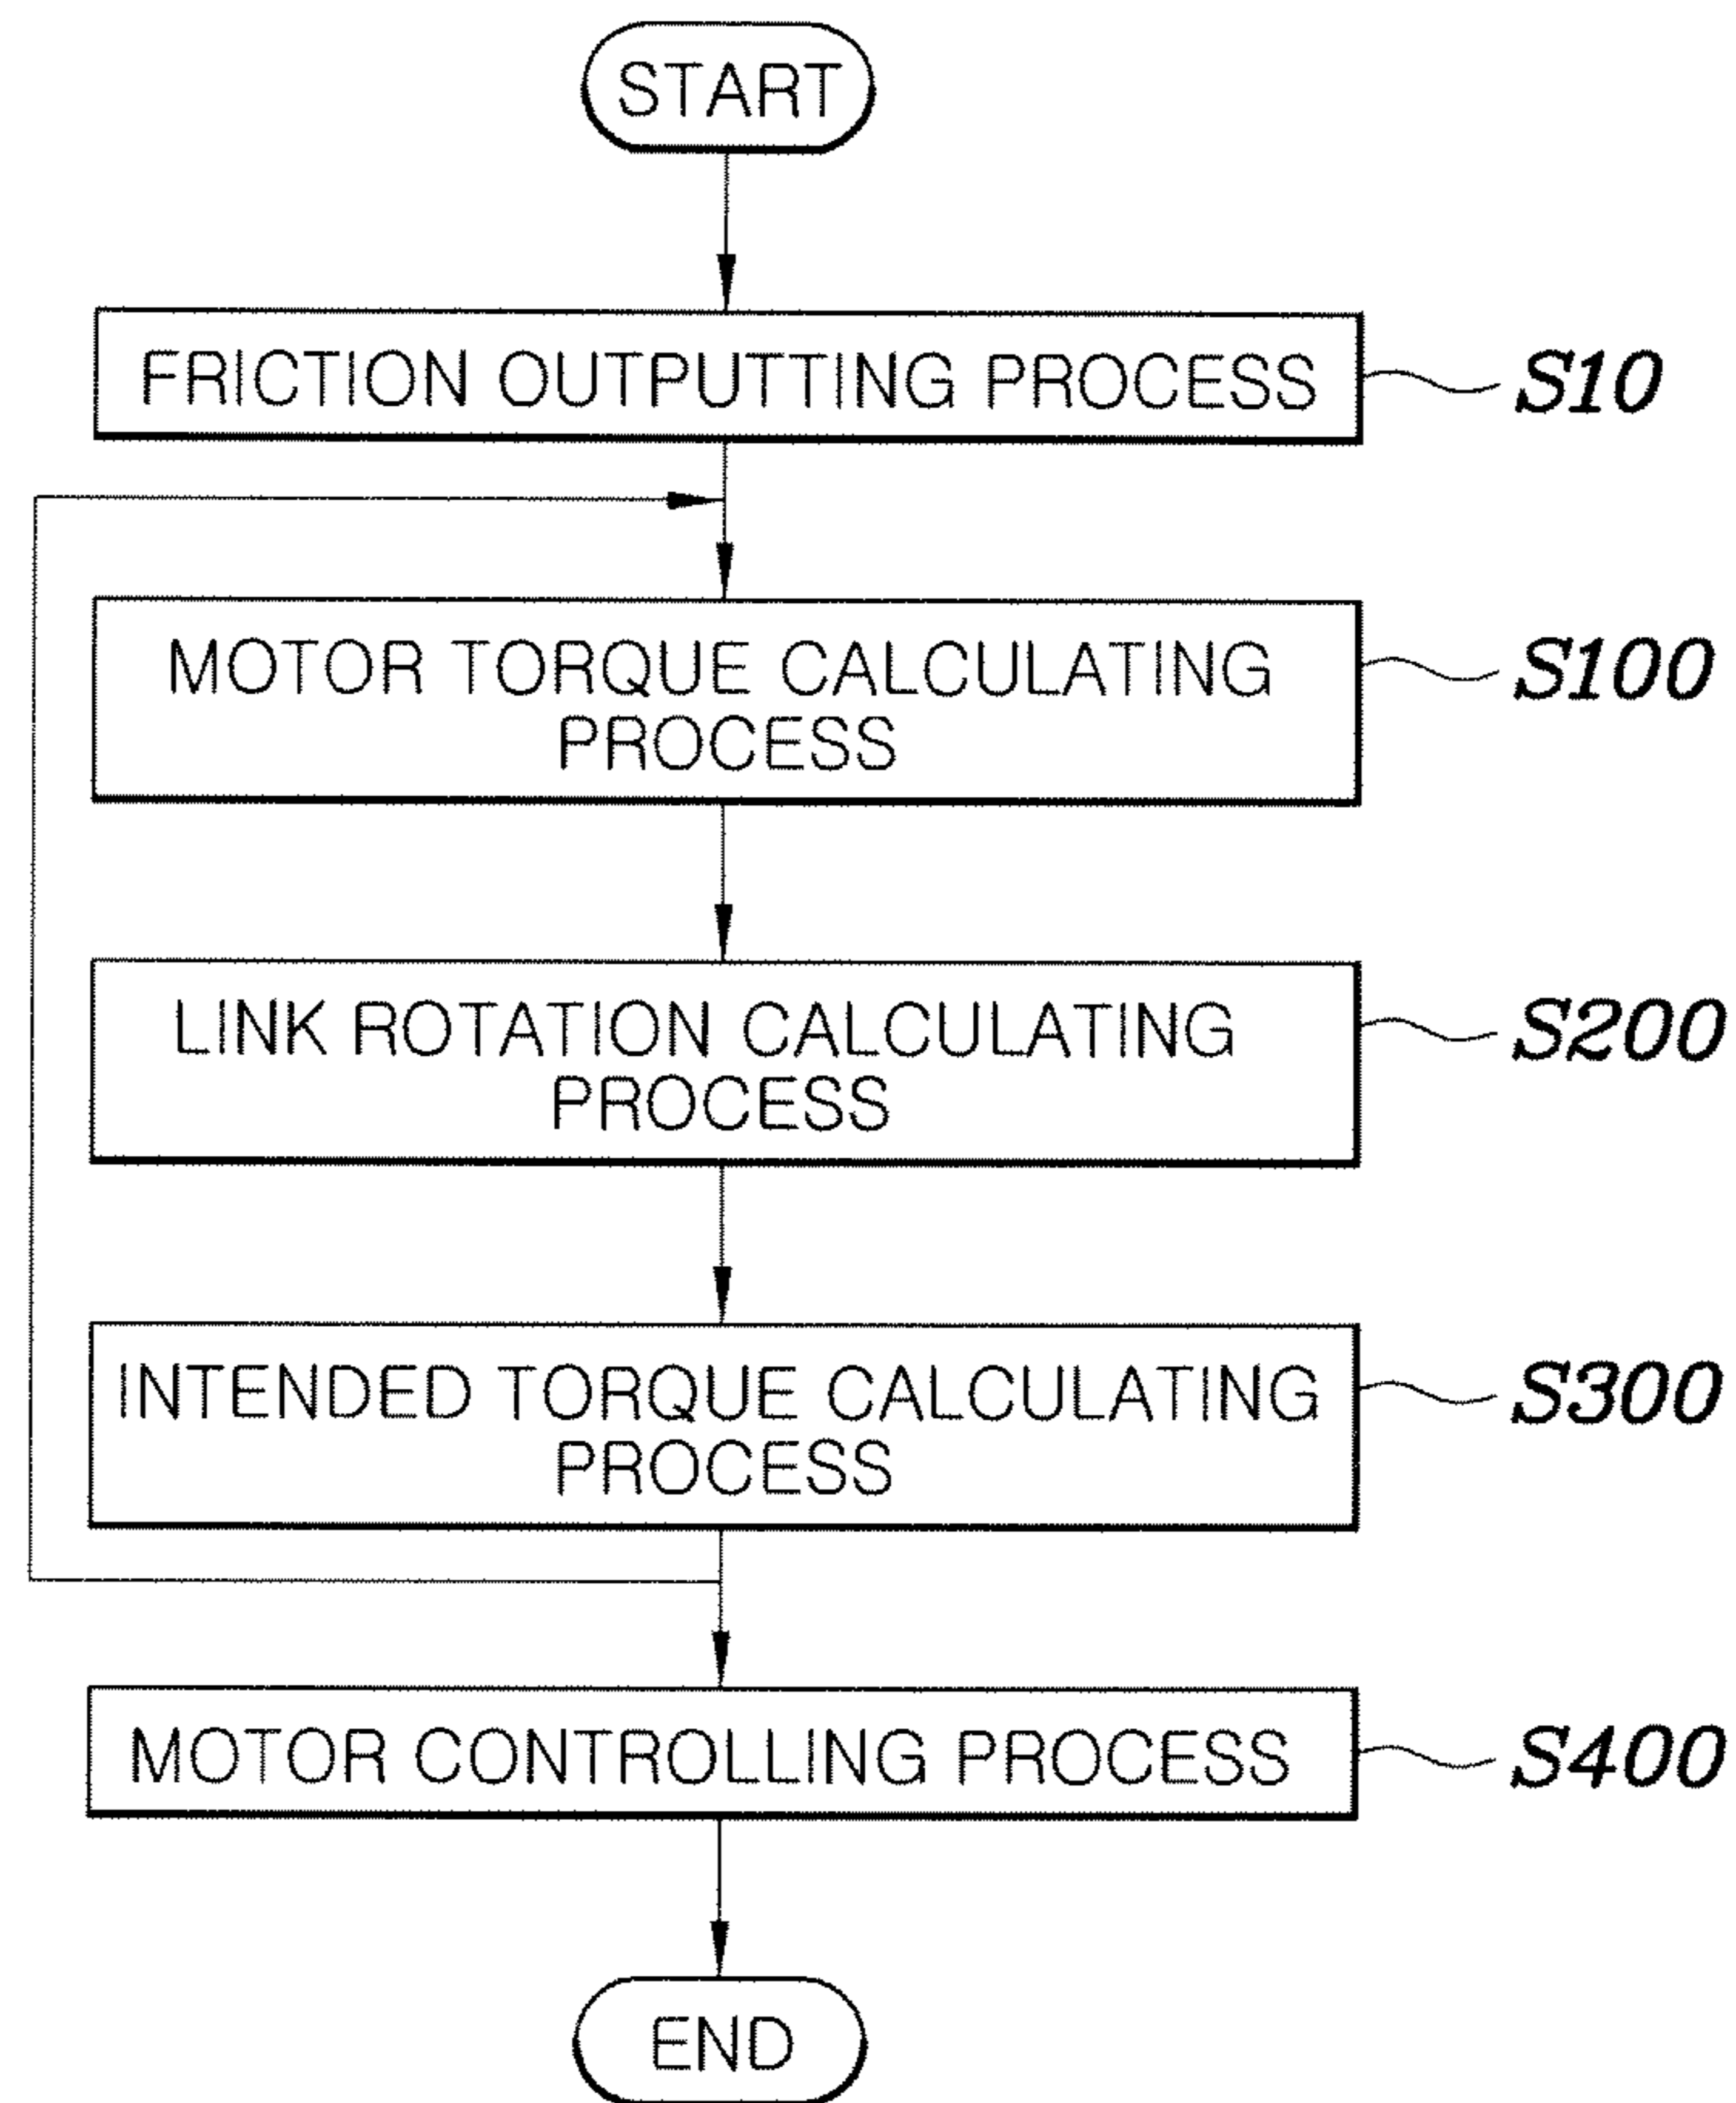 START
FRICTION OUTPUTTING PROCESS
S10
MOTOR TORQUE CALCULATING
PROCESS
S100
LINK ROTATION CALCULATING
PROCESS
S200
INTENDED TORQUE CALCULATING
PROCESS
S300
MOTOR CONTROLLING PROCESS
S400
END